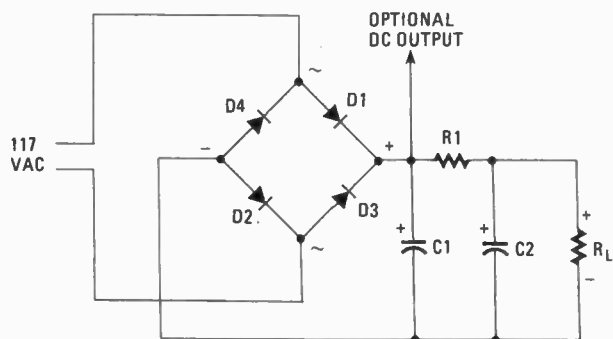 OPTIONAL
DC OUTPUT
~
D4
D1
R1
117
VAC
-
+
D2
D3
~
+
C1
+
C2
+
RL
-